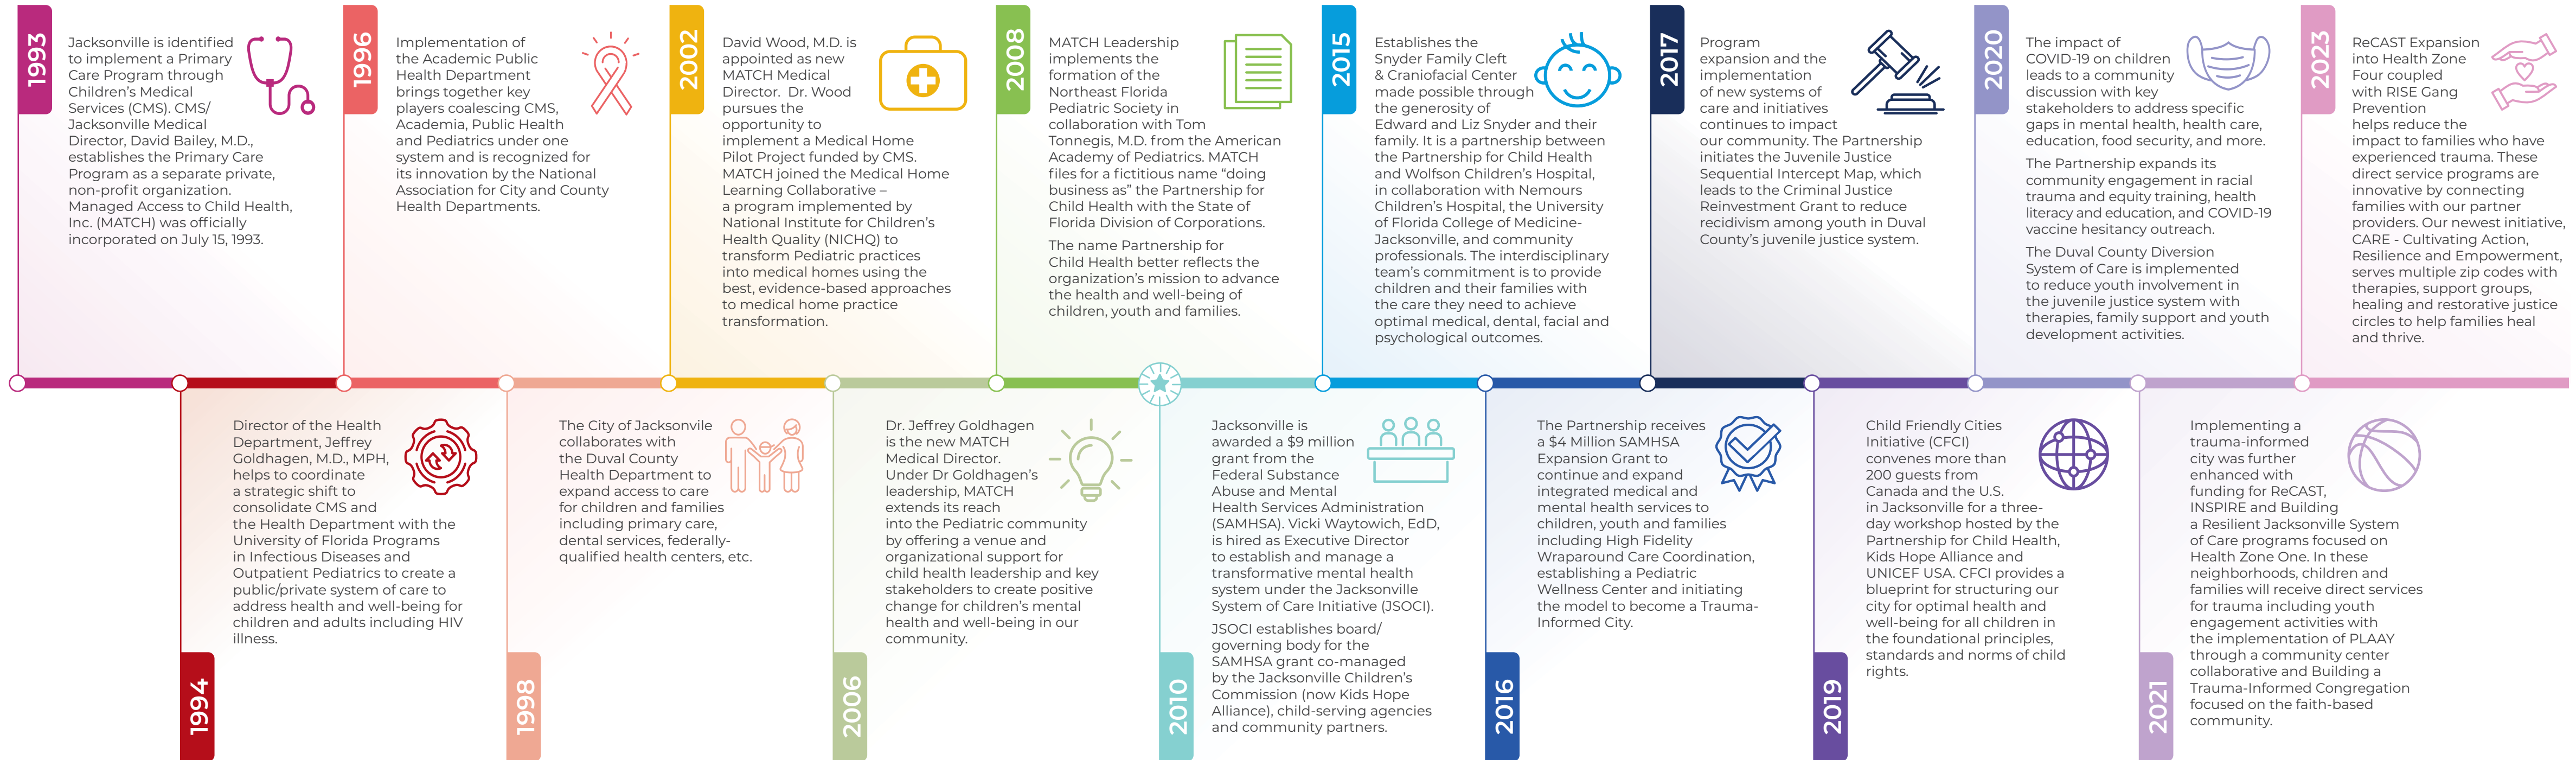 1993
Jacksonville is identified
to implement a Primary
Care Program through
Children's Medical
Services (CMS). CMS/
Jacksonville Medical
Director, David Bailey, M.D.,
establishes the Primary Care
Program as a separate private,
non-profit organization.
Managed Access to Child Health,
Inc. (MATCH) was officially
incorporated on July 15, 1993.
1994
Director of the Health
Department, Jeffrey
Goldhagen, M.D., MPH,
helps to coordinate
a strategic shift to
consolidate CMS and
the Health Department with the
University of Florida Programs
in Infectious Diseases and
Outpatient Pediatrics to create a
public/private system of care to
address health and well-being for
children and adults including HIV
illness.
1996
Implementation of
the Academic Public
Health Department
brings together key
players coalescing CMS,
Academia, Public Health
and Pediatrics under one
system and is recognized for
its innovation by the National
Association for City and County
Health Departments.
1998
The City of Jacksonvile
collaborates with
the Duval County
Health Department to
expand access to care
for children and families
including primary care,
dental services, federally-
qualified health centers, etc.
2002
David Wood, M.D. is
appointed as new
MATCH Medical
Director.  Dr. Wood
pursues the
opportunity to
implement a Medical Home
Pilot Project funded by CMS.
MATCH joined the Medical Home
Learning Collaborative –
a program implemented by
National Institute for Children's
Health Quality (NICHQ) to
transform Pediatric practices
into medical homes using the
best, evidence-based approaches
to medical home practice
transformation.
2006
Dr. Jeffrey Goldhagen
is the new MATCH
Medical Director.
Under Dr Goldhagen's
leadership, MATCH
extends its reach
into the Pediatric community
by offering a venue and
organizational support for
child health leadership and key
stakeholders to create positive
change for children's mental
health and well-being in our
community.
2008
MATCH Leadership
implements the
formation of the
Northeast Florida
Pediatric Society in
collaboration with Tom
Tonnegis, M.D. from the American
Academy of Pediatrics. MATCH
files for a fictitious name “doing
business as” the Partnership for
Child Health with the State of
Florida Division of Corporations.
The name Partnership for
Child Health better reflects the
organization's mission to advance
the health and well-being of
children, youth and families.
2010
Jacksonville is
awarded a $9 million
grant from the
Federal Substance
Abuse and Mental
Health Services Administration
(SAMHSA). Vicki Waytowich, EdD,
is hired as Executive Director
to establish and manage a
transformative mental health
system under the Jacksonville
System of Care Initiative (JSOCI).
JSOCI establishes board/
governing body for the
SAMHSA grant co-managed
by the Jacksonville Children's
Commission (now Kids Hope
Alliance), child-serving agencies
and community partners.
2015
Establishes the
Snyder Family Cleft
& Craniofacial Center
made possible through
the generosity of
Edward and Liz Snyder and their
family. It is a partnership between
the Partnership for Child Health
and Wolfson Children's Hospital,
in collaboration with Nemours
Children's Hospital, the University
of Florida College of Medicine-
Jacksonville, and community
professionals. The interdisciplinary
team's commitment is to provide
children and their families with
the care they need to achieve
optimal medical, dental, facial and
psychological outcomes.
2016
The Partnership receives
a $4 Million SAMHSA
Expansion Grant to
continue and expand
integrated medical and
mental health services to
children, youth and families
including High Fidelity
Wraparound Care Coordination,
establishing a Pediatric
Wellness Center and initiating
the model to become a Trauma-
Informed City.
2017
Program
expansion and the
implementation
of new systems of
care and initiatives
continues to impact
our community. The Partnership
initiates the Juvenile Justice
Sequential Intercept Map, which
leads to the Criminal Justice
Reinvestment Grant to reduce
recidivism among youth in Duval
County's juvenile justice system.
2019
Child Friendly Cities
Initiative (CFCI)
convenes more than
200 guests from
Canada and the U.S.
in Jacksonville for a three-
day workshop hosted by the
Partnership for Child Health,
Kids Hope Alliance and
UNICEF USA. CFCI provides a
blueprint for structuring our
city for optimal health and
well-being for all children in
the foundational principles,
standards and norms of child
rights.
2020
The impact of
COVID-19 on children
leads to a community
discussion with key
stakeholders to address specific
gaps in mental health, health care,
education, food security, and more.
The Partnership expands its
community engagement in racial
trauma and equity training, health
literacy and education, and COVID-19
vaccine hesitancy outreach.
The Duval County Diversion
System of Care is implemented
to reduce youth involvement in
the juvenile justice system with
therapies, family support and youth
development activities.
2021
Implementing a
trauma-informed
city was further
enhanced with
funding for ReCAST,
INSPIRE and Building
a Resilient Jacksonville System
of Care programs focused on
Health Zone One. In these
neighborhoods, children and
families will receive direct services
for trauma including youth
engagement activities with
the implementation of PLAAY
through a community center
collaborative and Building a
Trauma-Informed Congregation
focused on the faith-based
community.
2023
ReCAST Expansion
into Health Zone
Four coupled
with RISE Gang
Prevention
helps reduce the
impact to families who have
experienced trauma. These
direct service programs are
innovative by connecting
families with our partner
providers. Our newest initiative,
CARE - Cultivating Action,
Resilience and Empowerment,
serves multiple zip codes with
therapies, support groups,
healing and restorative justice
circles to help families heal
and thrive.